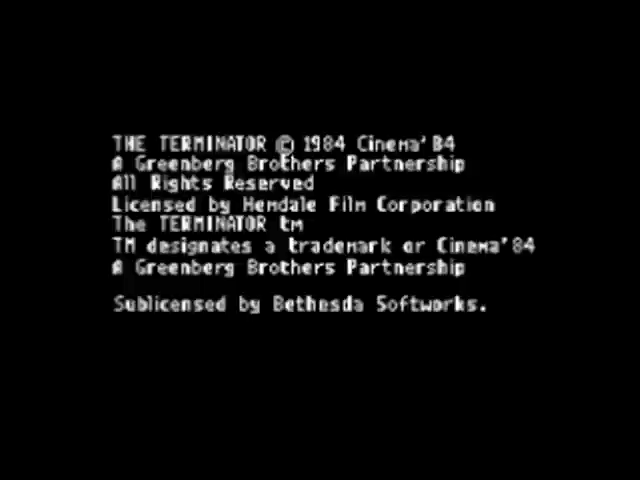 THE TERMINATOR © 1984 Cinema'84
A Greenberg Brothers Partnership
All Rights Reserved
Licensed by Hemdale Film Corporation
The TERMINATOR tm
TM designates a trademark or Cinema'84
A Greenberg Brothers Partnership
Sublicensed by Bethesda Softworks.